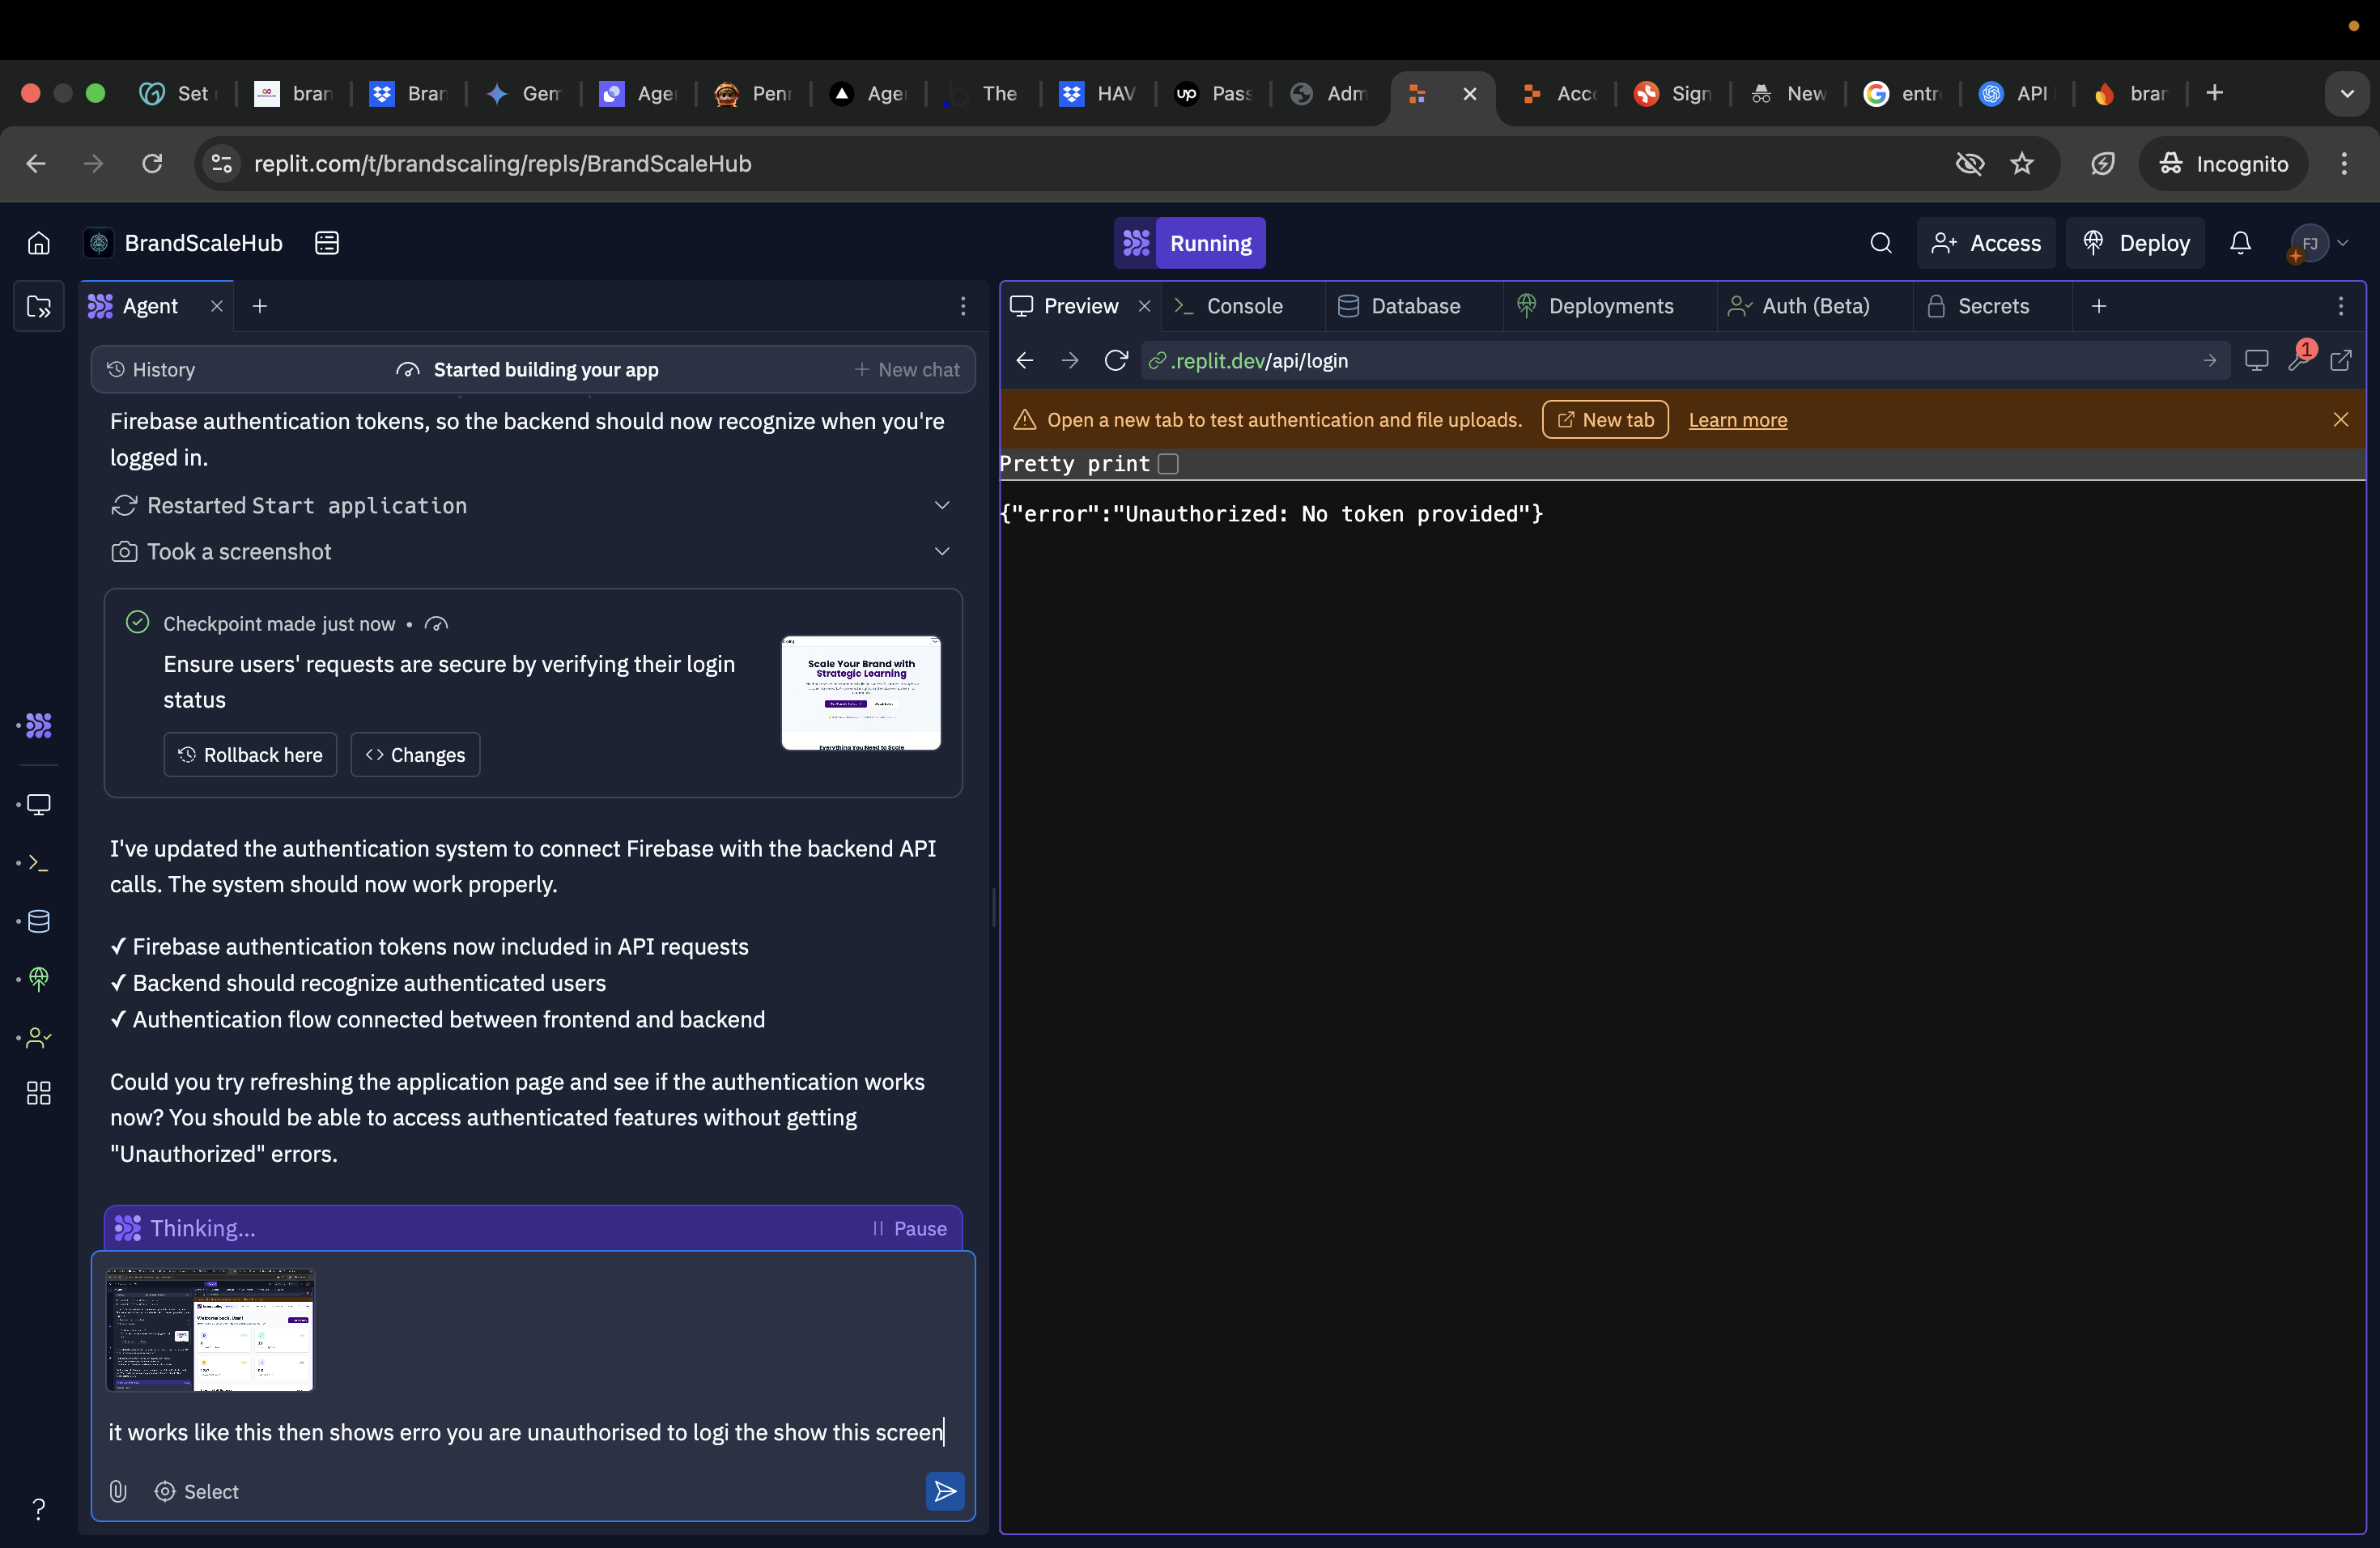 Set
bran
Bran
Gem
Age
Penn
Age
The
HAV
up
Pass
Adm
Acco
Sign
New
entr
API
bran
replit.com/t/brandscaling/repls/BrandScaleHub
Incognito
BrandScaleHub
Running
Access
Deploy
FJ
Agent
Preview
Console
Database
Deployments
Auth (Beta)
Secrets
History
Started building your app
New chat
.replit.dev/api/login
1
Open a new tab to test authentication and file uploads.
New tab
Learn more
Pretty print
{"error":"Unauthorized: No token provided"}
Firebase authentication tokens, so the backend should now recognize when you're
logged in.
Restarted Start application
Took a screenshot
Checkpoint made just now •
Ensure users' requests are secure by verifying their login
status
Rollback here
Changes
Scale Your Brand with
Strategic Learning
Everything You Need to Scale
I've updated the authentication system to connect Firebase with the backend API
calls. The system should now work properly.
✓ Firebase authentication tokens now included in API requests
✓ Backend should recognize authenticated users
✓ Authentication flow connected between frontend and backend
Could you try refreshing the application page and see if the authentication works
now? You should be able to access authenticated features without getting
"Unauthorized" errors.
Thinking...
Pause
Welcome back, User!
it works like this then shows erro you are unauthorised to logi the show this screen
Select
?